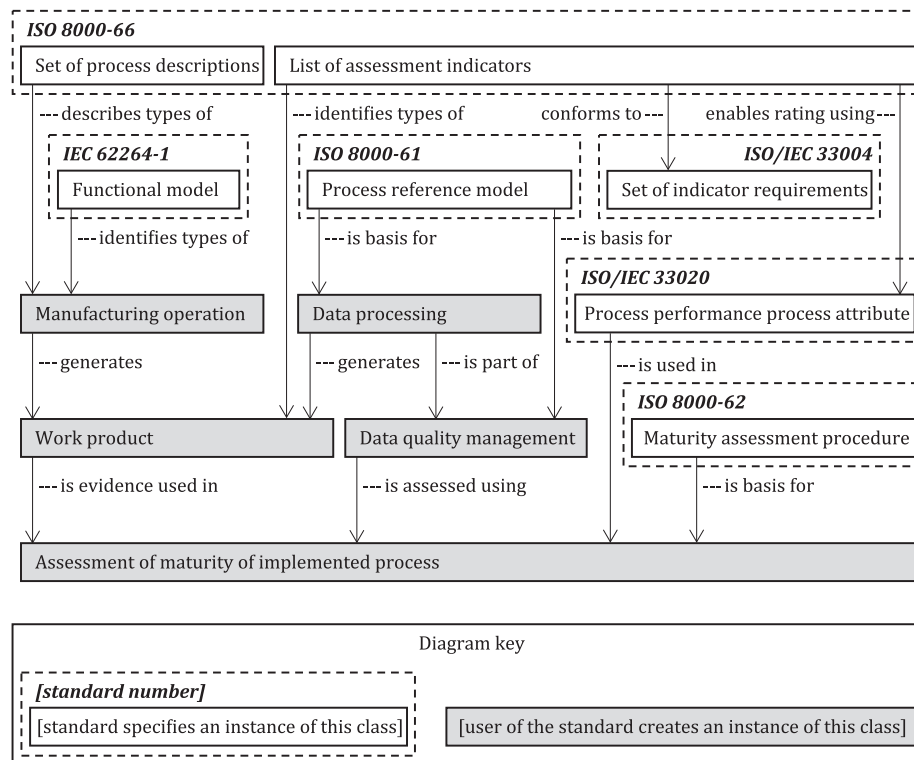 ISO 8000-66
Set of process descriptions
List of assessment indicators
--- describes types of
--- identifies types of
conforms to ---
enables rating using ---
IEC 62264-1
Functional model
ISO 8000-61
Process reference model
ISO/IEC 33004
Set of indicator requirements
--- identifies types of
--- is basis for
--- is basis for
ISO/IEC 33020
Manufacturing operation
Data processing
Process performance process attribute
--- generates
--- generates
--- is part of
--- is used in
ISO 8000-62
Work product
Data quality management
Maturity assessment procedure
--- is evidence used in
--- is assessed using
--- is basis for
Assessment of maturity of implemented process
Diagram key
[standard number]
[standard specifies an instance of this class]
[user of the standard creates an instance of this class]